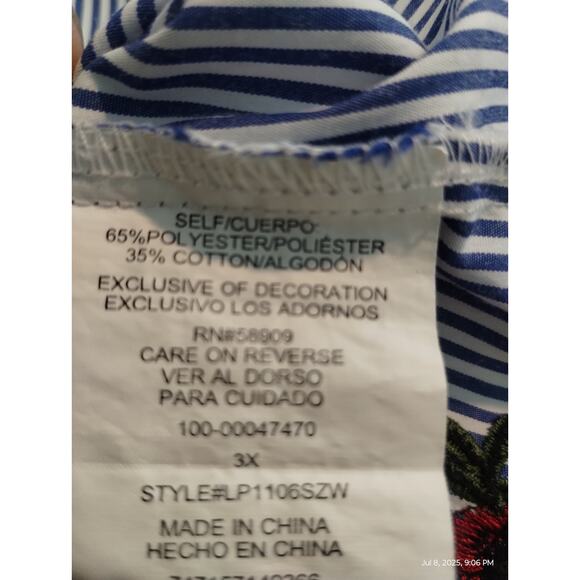 SELF/CUERPO:
65%POLYESTER/POLIÉSTER
35% COTTON/ALGODÓN
EXCLUSIVE OF DECORATION
EXCLUSIVO LOS ADORNOS
RN#58909
CARE ON REVERSE
VER AL DORSO
PARA CUIDADO
100-00047470
3X
STYLE#LP1106SZW
MADE IN CHINA
HECHO EN CHINA
Jul 8, 2025, 9:06 PM